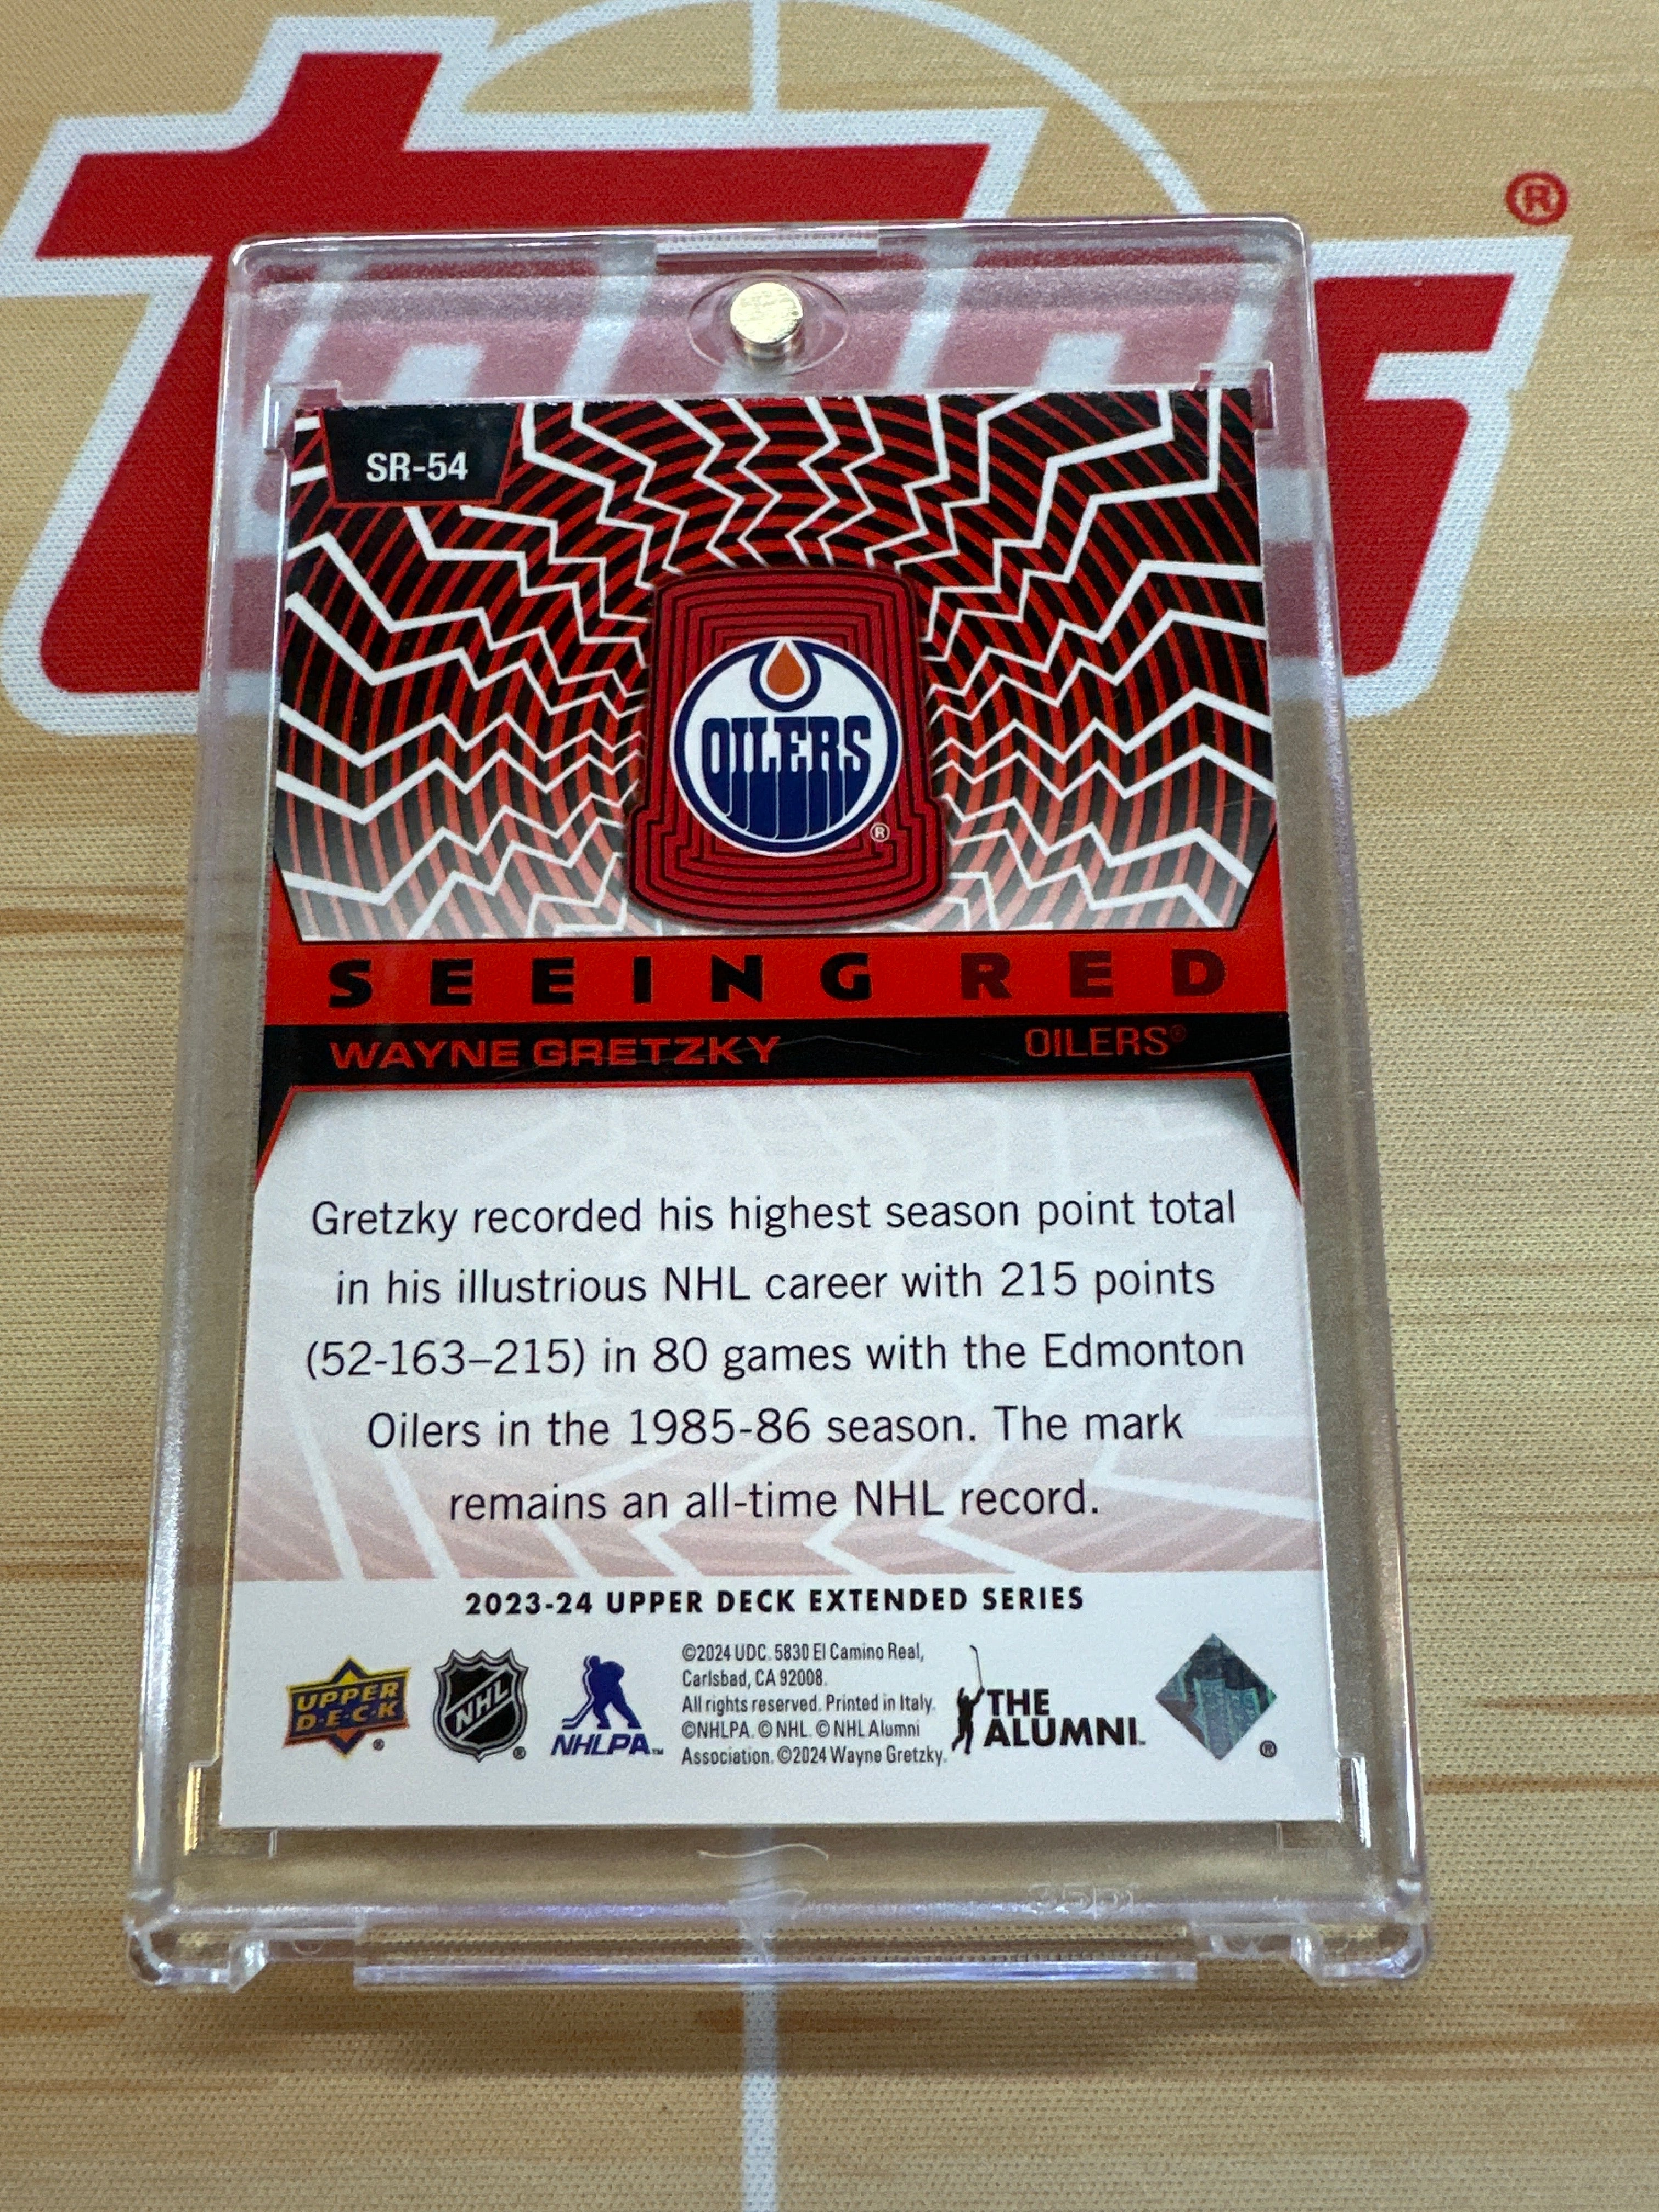 topps®
SR-54
OILERS®
SEEING RED
WAYNE GRETZKY OILERS®
Gretzky recorded his highest season point total
in his illustrious NHL career with 215 points
(52-163–215) in 80 games with the Edmonton
Oilers in the 1985-86 season. The mark
remains an all-time NHL record.
2023-24 UPPER DECK EXTENDED SERIES
UPPER
D·E·C·K®
NHL®
NHLPA™
©2024 UDC. 5830 El Camino Real,
Carlsbad, CA 92008.
All rights reserved. Printed in Italy.
©NHLPA. © NHL. © NHL Alumni
Association. ©2024 Wayne Gretzky.
THE
ALUMNI™
®
35pt